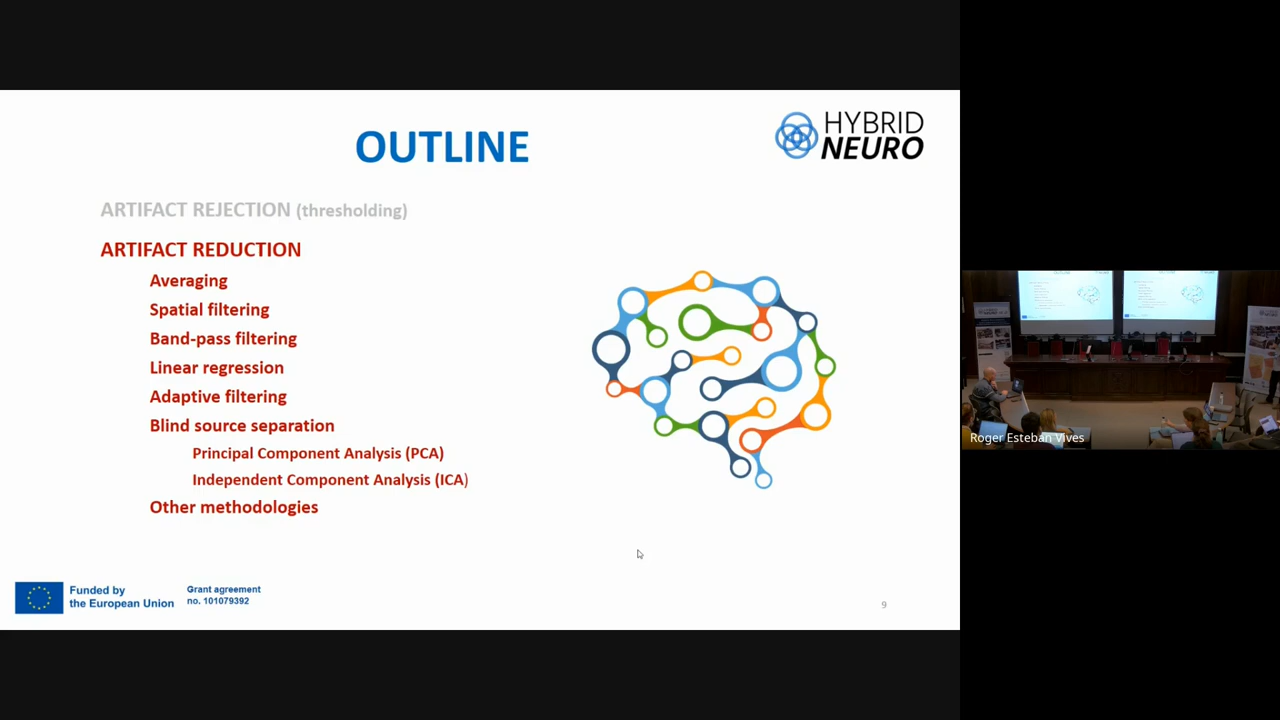 OUTLINE
HYBRID
NEURO
ARTIFACT REJECTION (thresholding)
ARTIFACT REDUCTION
Averaging
Spatial filtering
Band-pass filtering
Linear regression
Adaptive filtering
Blind source separation
Principal Component Analysis (PCA)
Independent Component Analysis (ICA)
Other methodologies
Funded by
the European Union
Grant agreement
no. 101079392
9
Roger Esteban Vives